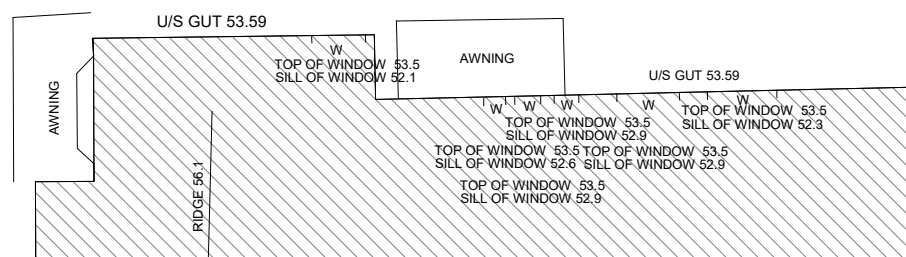 U/S GUT 53.59
W
TOP OF WINDOW 53.5
SILL OF WINDOW 52.1
AWNING
AWNING
U/S GUT 53.59
W
W
W
W
W
TOP OF WINDOW 53.5
SILL OF WINDOW 52.3
TOP OF WINDOW 53.5
SILL OF WINDOW 52.9
TOP OF WINDOW 53.5
SILL OF WINDOW 52.6
TOP OF WINDOW 53.5
SILL OF WINDOW 52.9
TOP OF WINDOW 53.5
SILL OF WINDOW 52.9
RIDGE 56.1